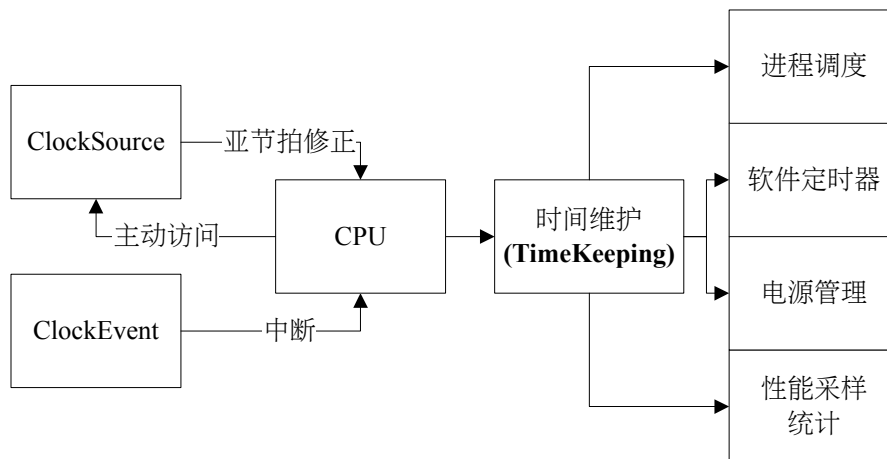 ClockSource
亚节拍修正
主动访问
CPU
ClockEvent
中断
时间维护
(TimeKeeping)
进程调度
软件定时器
电源管理
性能采样
统计